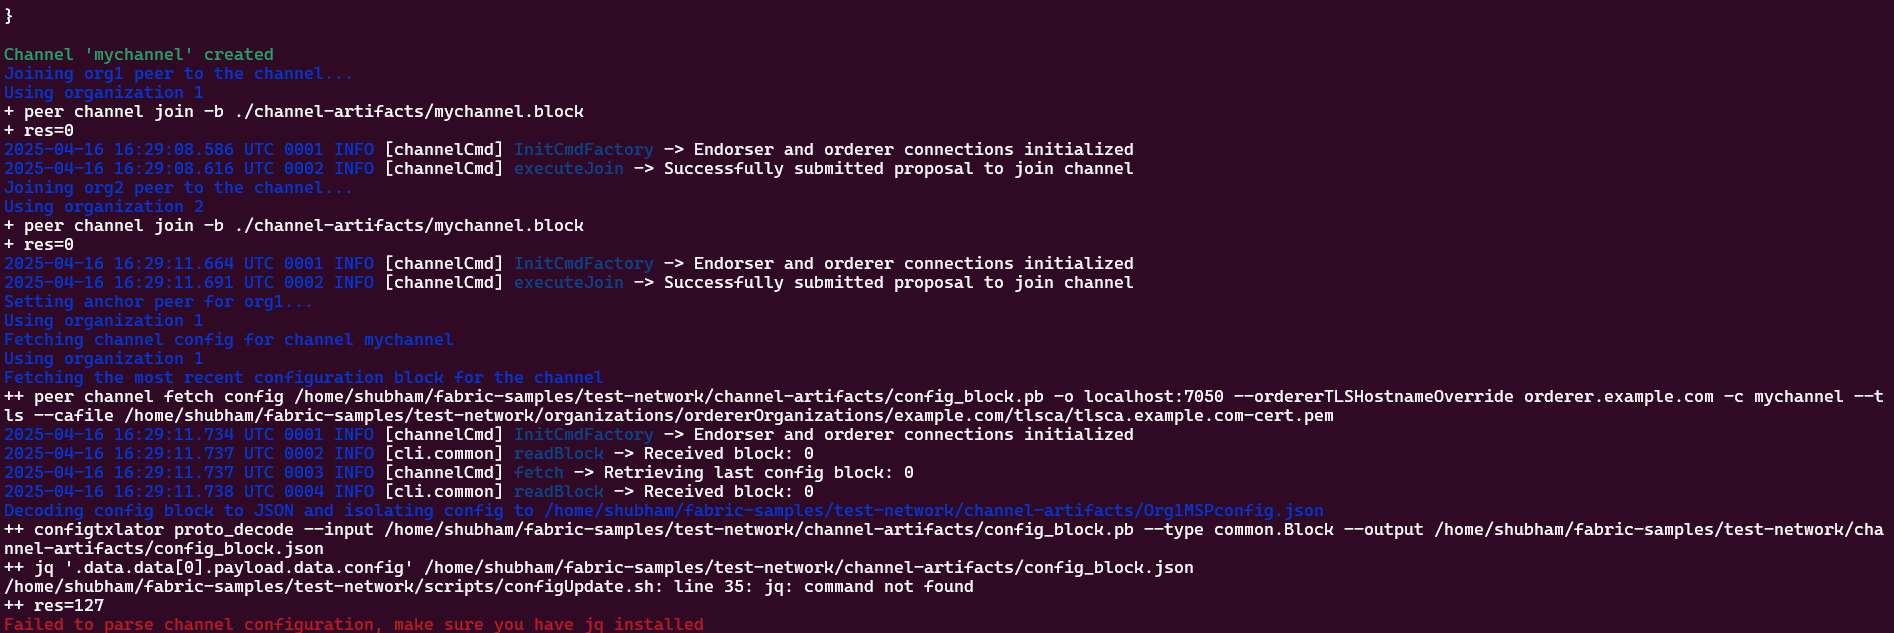 }
Channel 'mychannel' created
Joining org1 peer to the channel...
Using organization 1
+ peer channel join -b ./channel-artifacts/mychannel.block
+ res=0
2025-04-16 16:29:08.586 UTC 0001 INFO [channelCmd] InitCmdFactory -> Endorser and orderer connections initialized
2025-04-16 16:29:08.616 UTC 0002 INFO [channelCmd] executeJoin -> Successfully submitted proposal to join channel
Joining org2 peer to the channel...
Using organization 2
+ peer channel join -b ./channel-artifacts/mychannel.block
+ res=0
2025-04-16 16:29:11.664 UTC 0001 INFO [channelCmd] InitCmdFactory -> Endorser and orderer connections initialized
2025-04-16 16:29:11.691 UTC 0002 INFO [channelCmd] executeJoin -> Successfully submitted proposal to join channel
Setting anchor peer for org1...
Using organization 1
Fetching channel config for channel mychannel
Using organization 1
Fetching the most recent configuration block for the channel
++ peer channel fetch config /home/shubham/fabric-samples/test-network/channel-artifacts/config_block.pb -o localhost:7050 --ordererTLSHostnameOverride orderer.example.com -c mychannel --t
ls --cafile /home/shubham/fabric-samples/test-network/organizations/ordererOrganizations/example.com/tlsca/tlsca.example.com-cert.pem
2025-04-16 16:29:11.734 UTC 0001 INFO [channelCmd] InitCmdFactory -> Endorser and orderer connections initialized
2025-04-16 16:29:11.737 UTC 0002 INFO [cli.common] readBlock -> Received block: 0
2025-04-16 16:29:11.737 UTC 0003 INFO [channelCmd] fetch -> Retrieving last config block: 0
2025-04-16 16:29:11.738 UTC 0004 INFO [cli.common] readBlock -> Received block: 0
Decoding config block to JSON and isolating config to /home/shubham/fabric-samples/test-network/channel-artifacts/Org1MSPconfig.json
++ configtxlator proto_decode --input /home/shubham/fabric-samples/test-network/channel-artifacts/config_block.pb --type common.Block --output /home/shubham/fabric-samples/test-network/cha
nnel-artifacts/config_block.json
++ jq '.data.data[0].payload.data.config' /home/shubham/fabric-samples/test-network/channel-artifacts/config_block.json
/home/shubham/fabric-samples/test-network/scripts/configUpdate.sh: line 35: jq: command not found
++ res=127
Failed to parse channel configuration, make sure you have jq installed